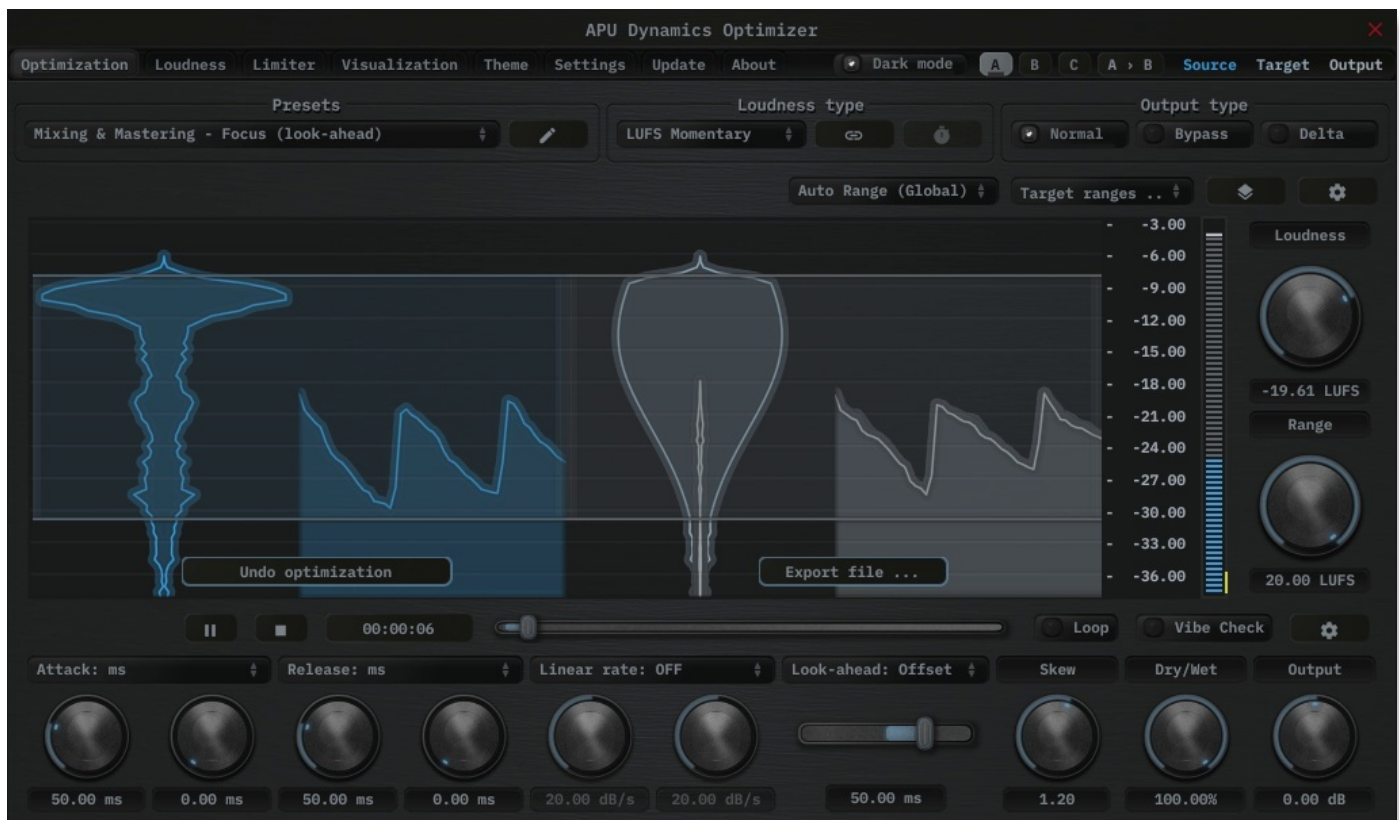 APU Dynamics Optimizer
Optimization Loudness Limiter Visualization Theme Settings Update About Dark mode A B C A › B Source Target Output
Presets Loudness type Output type
Mixing & Mastering - Focus (look-ahead) LUFS Momentary Normal Bypass Delta
Auto Range (Global) Target ranges ..
-3.00
Loudness
-6.00
-9.00
-12.00
-15.00
-18.00
-19.61 LUFS
-21.00
Range
-24.00
-27.00
-30.00
-33.00
Undo optimization Export file ... -36.00 20.00 LUFS
00:00:06 Loop Vibe Check
Attack: ms Release: ms Linear rate: OFF Look-ahead: Offset Skew Dry/Wet Output
50.00 ms 0.00 ms 50.00 ms 0.00 ms 20.00 dB/s 20.00 dB/s 50.00 ms 1.20 100.00% 0.00 dB